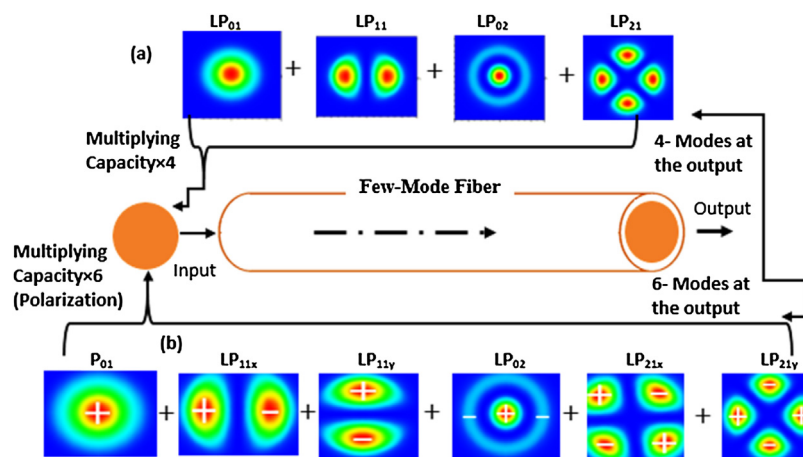 LP₀₁ LP₁₁ LP₀₂ LP₂₁
(a)
+ + +
Multiplying
Capacity×4
4- Modes at
the output
Few-Mode Fiber
Output
Input
Multiplying
Capacity×6
(Polarization)
6- Modes at
the output
(b)
P₀₁ LP₁₁ₓ LP₁₁y LP₀₂ LP₂₁ₓ LP₂₁y
+ + + + +